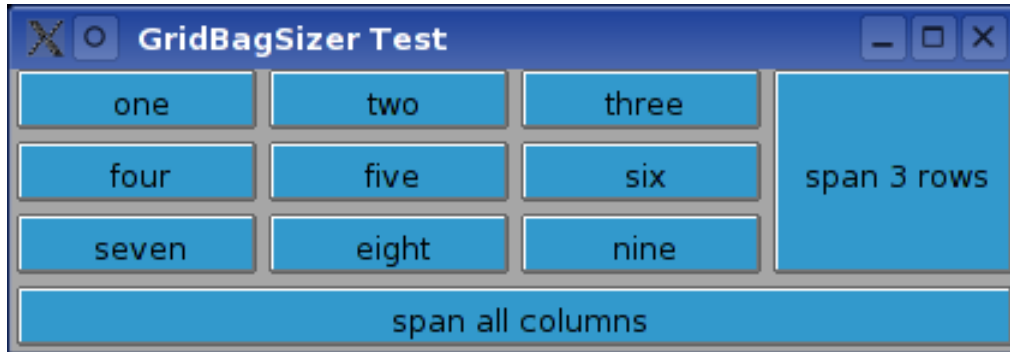 GridBagSizer Test
one two three
four five six span 3 rows
seven eight nine
span all columns